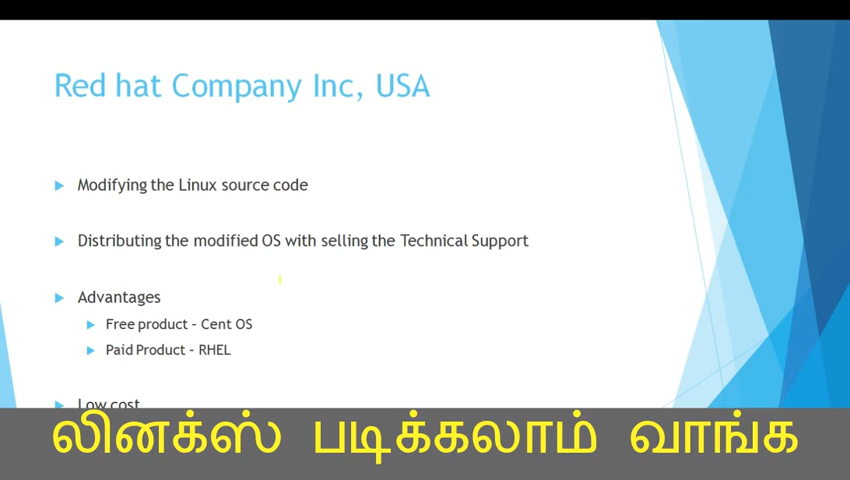 Red hat Company Inc, USA
Modifying the Linux source code
Distributing the modified OS with selling the Technical Support
Advantages
Free product – Cent OS
Paid Product – RHEL
Low cost
லினக்ஸ் படிக்கலாம் வாங்க